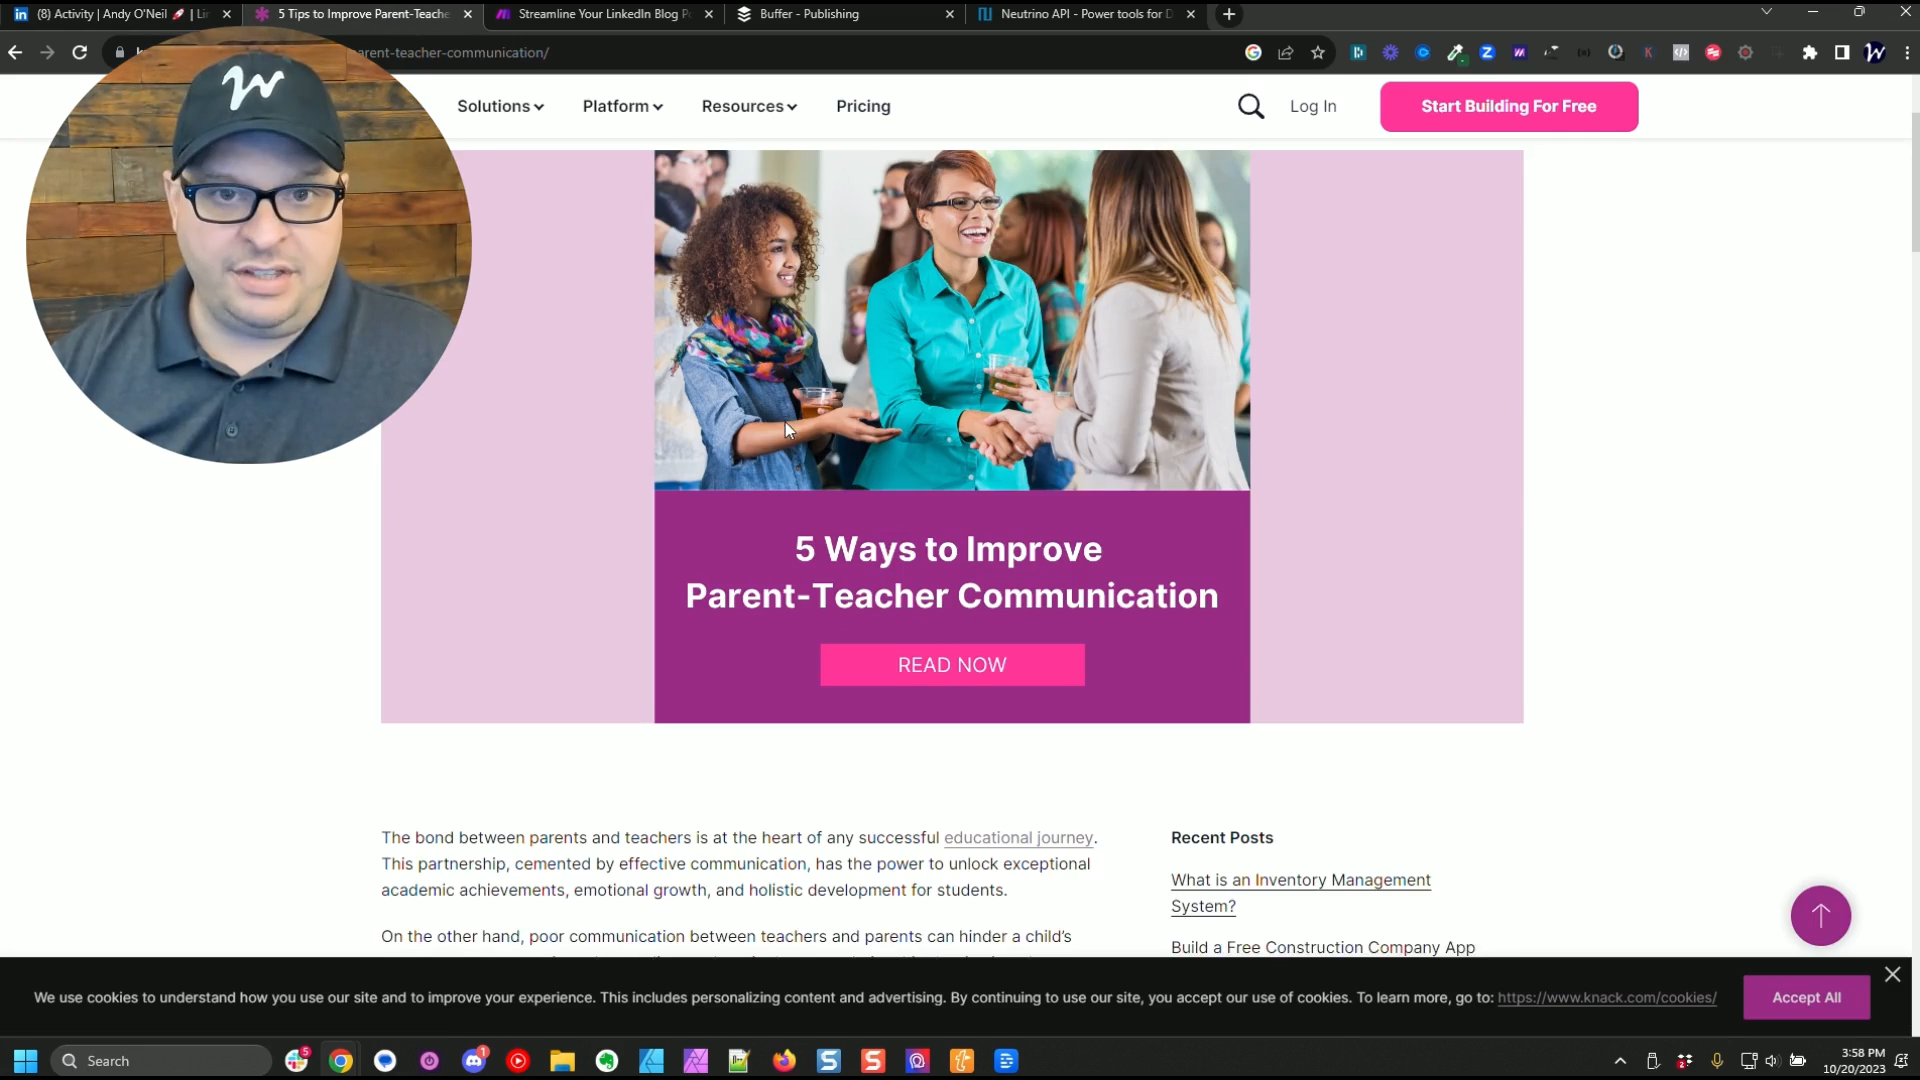 (8) Activity | Andy O'Neil 🚀 | Li
5 Tips to Improve Parent-Teache
Streamline Your LinkedIn Blog P
Buffer - Publishing
Neutrino API - Power tools for D
arent-teacher-communication/
Solutions
Platform
Resources
Pricing
Log In
Start Building For Free
5 Ways to Improve
Parent-Teacher Communication
READ NOW
The bond between parents and teachers is at the heart of any successful educational journey.
This partnership, cemented by effective communication, has the power to unlock exceptional
academic achievements, emotional growth, and holistic development for students.
On the other hand, poor communication between teachers and parents can hinder a child's
Recent Posts
What is an Inventory Management
System?
Build a Free Construction Company App
We use cookies to understand how you use our site and to improve your experience. This includes personalizing content and advertising. By continuing to use our site, you accept our use of cookies. To learn more, go to: https://www.knack.com/cookies/
Accept All
Search
3:58 PM
10/20/2023